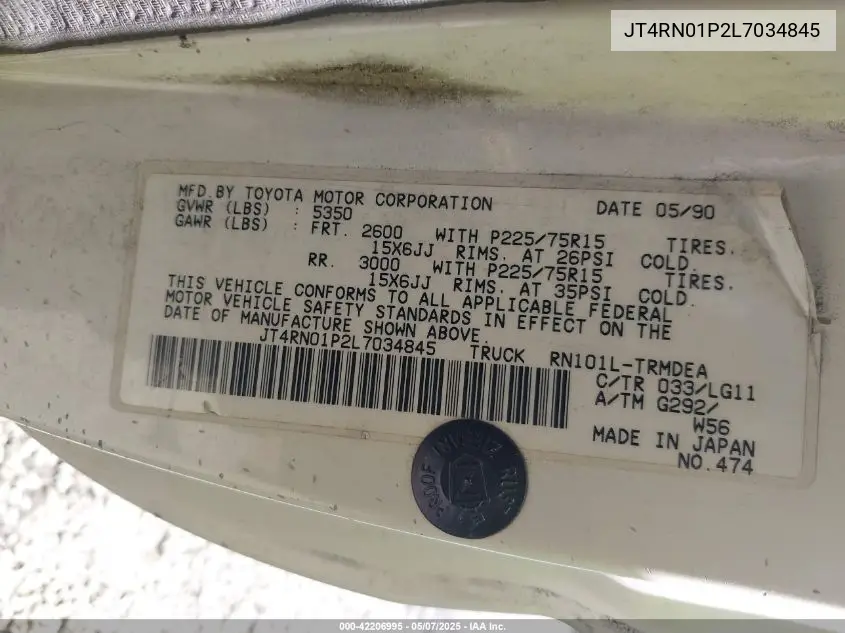 JT4RN01P2L7034845
MFD. BY TOYOTA MOTOR CORPORATION DATE 05/90
GVWR (LBS) : 5350
GAWR (LBS) : FRT. 2600 WITH P225/75R15 TIRES.
15X6JJ RIMS. AT 26PSI COLD.
RR. 3000 WITH P225/75R15 TIRES.
15X6JJ RIMS. AT 35PSI COLD.
THIS VEHICLE CONFORMS TO ALL APPLICABLE FEDERAL
MOTOR VEHICLE SAFETY STANDARDS IN EFFECT ON THE
DATE OF MANUFACTURE SHOWN ABOVE.
JT4RN01P2L7034845 TRUCK RN101L-TRMDEA
C/TR 033/LG11
A/TM G292/
W56
MADE IN JAPAN
NO.474
PROOF
000-42206995 - 05/07/2025 - IAA Inc.